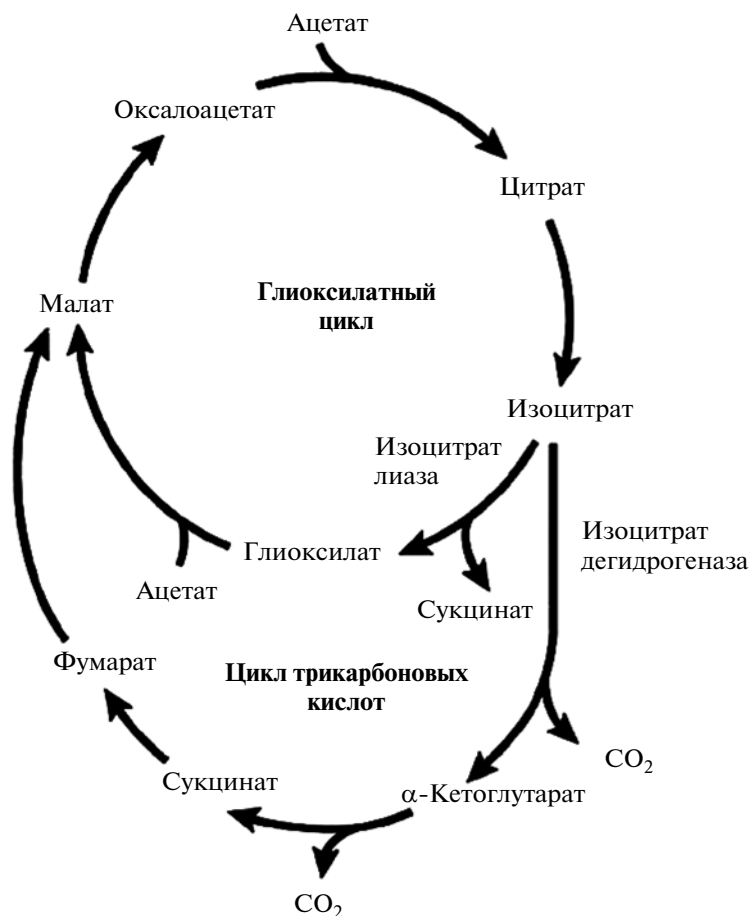 Ацетат
Оксалоацетат
Цитрат
Малат
Глиоксилатный
цикл
Изоцитрат
Изоцитрат
лиаза
Изоцитрат
дегидрогеназа
Глиоксилат
Ацетат
Сукцинат
Фумарат
Цикл трикарбоновых
кислот
CO₂
Сукцинат
α-Кетоглутарат
CO₂